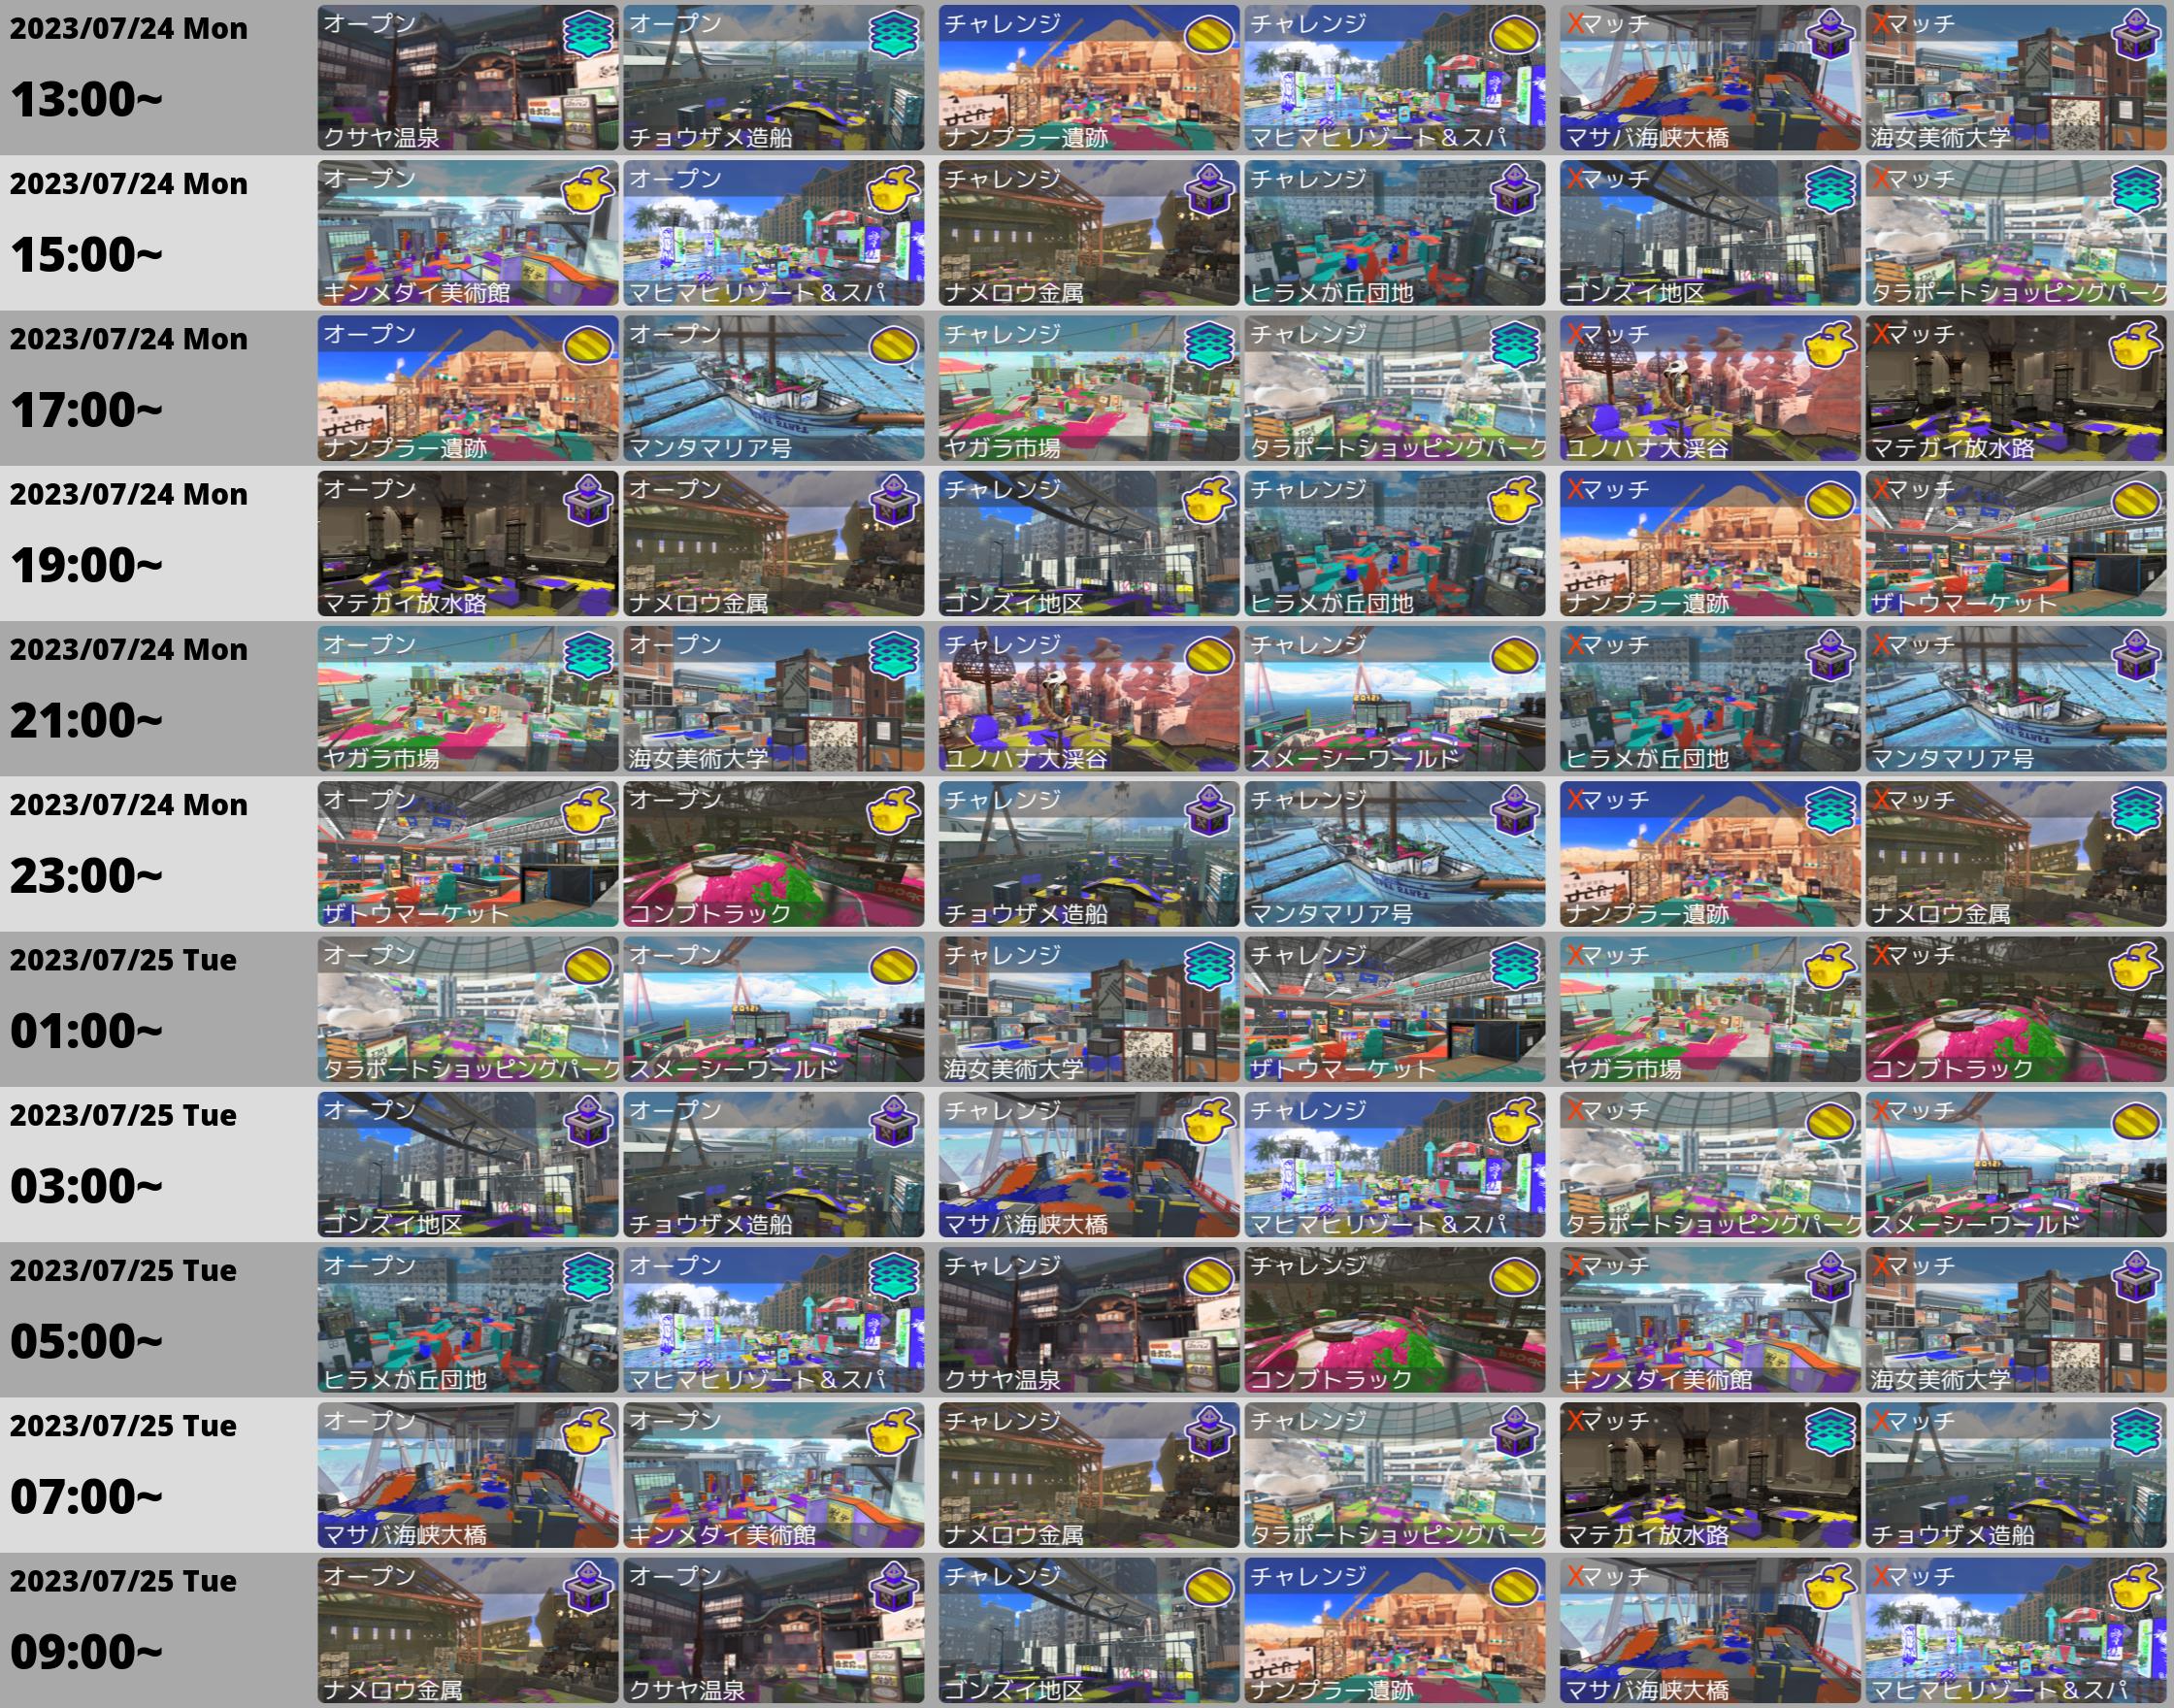 2023/07/24 Mon
13:00~
オープン オープン チャレンジ チャレンジ Xマッチ Xマッチ
クサヤ温泉 チョウザメ造船 ナンプラー遺跡 マヒマヒリゾート＆スパ マサバ海峡大橋 海女美術大学
2023/07/24 Mon
15:00~
オープン オープン チャレンジ チャレンジ Xマッチ Xマッチ
キンメダイ美術館 マヒマヒリゾート＆スパ ナメロウ金属 ヒラメが丘団地 ゴンズイ地区 タラポートショッピングパーク
2023/07/24 Mon
17:00~
オープン オープン チャレンジ チャレンジ Xマッチ Xマッチ
ナンプラー遺跡 マンタマリア号 ヤガラ市場 タラポートショッピングパーク ユノハナ大渓谷 マテガイ放水路
2023/07/24 Mon
19:00~
オープン オープン チャレンジ チャレンジ Xマッチ Xマッチ
マテガイ放水路 ナメロウ金属 ゴンズイ地区 ヒラメが丘団地 ナンプラー遺跡 ザトウマーケット
2023/07/24 Mon
21:00~
オープン オープン チャレンジ チャレンジ Xマッチ Xマッチ
ヤガラ市場 海女美術大学 ユノハナ大渓谷 スメーシーワールド ヒラメが丘団地 マンタマリア号
2023/07/24 Mon
23:00~
オープン オープン チャレンジ チャレンジ Xマッチ Xマッチ
ザトウマーケット コンブトラック チョウザメ造船 マンタマリア号 ナンプラー遺跡 ナメロウ金属
2023/07/25 Tue
01:00~
オープン オープン チャレンジ チャレンジ Xマッチ Xマッチ
タラポートショッピングパーク スメーシーワールド 海女美術大学 ザトウマーケット ヤガラ市場 コンブトラック
2023/07/25 Tue
03:00~
オープン オープン チャレンジ チャレンジ Xマッチ Xマッチ
ゴンズイ地区 チョウザメ造船 マサバ海峡大橋 マヒマヒリゾート＆スパ タラポートショッピングパーク スメーシーワールド
2023/07/25 Tue
05:00~
オープン オープン チャレンジ チャレンジ Xマッチ Xマッチ
ヒラメが丘団地 マヒマヒリゾート＆スパ クサヤ温泉 コンブトラック キンメダイ美術館 海女美術大学
2023/07/25 Tue
07:00~
オープン オープン チャレンジ チャレンジ Xマッチ Xマッチ
マサバ海峡大橋 キンメダイ美術館 ナメロウ金属 タラポートショッピングパーク マテガイ放水路 チョウザメ造船
2023/07/25 Tue
09:00~
オープン オープン チャレンジ チャレンジ Xマッチ Xマッチ
ナメロウ金属 クサヤ温泉 ゴンズイ地区 ナンプラー遺跡 マサバ海峡大橋 マヒマヒリゾート＆スパ